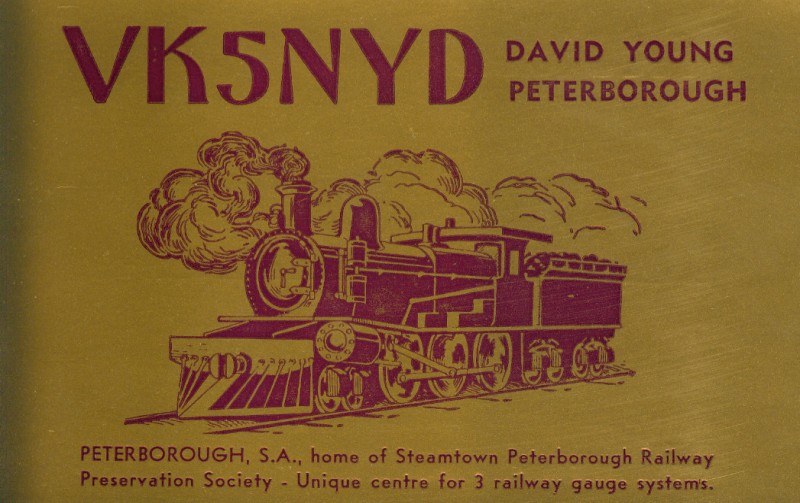 VK5NYD
DAVID YOUNG
PETERBOROUGH
PETERBOROUGH, S.A., home of Steamtown Peterborough Railway
Preservation Society - Unique centre for 3 railway gauge systems.